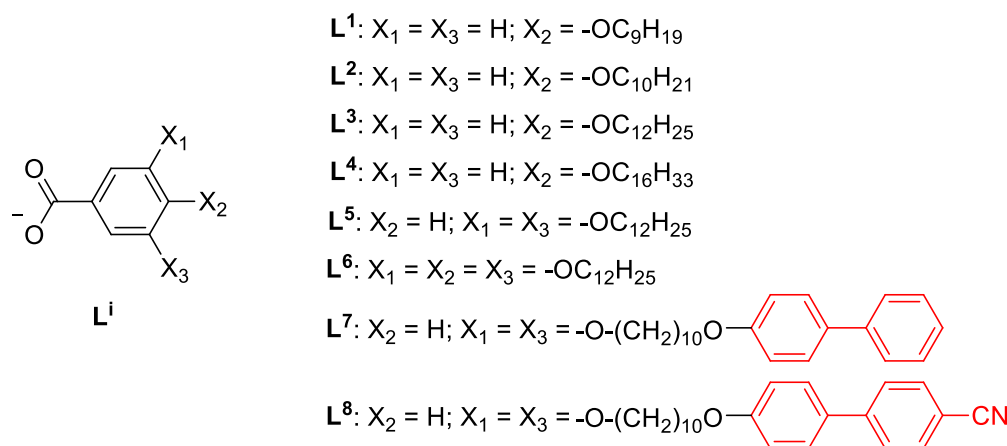 L¹: X₁ = X₃ = H; X₂ = -OC₉H₁₉
L²: X₁ = X₃ = H; X₂ = -OC₁₀H₂₁
L³: X₁ = X₃ = H; X₂ = -OC₁₂H₂₅
L⁴: X₁ = X₃ = H; X₂ = -OC₁₆H₃₃
L⁵: X₂ = H; X₁ = X₃ = -OC₁₂H₂₅
L⁶: X₁ = X₂ = X₃ = -OC₁₂H₂₅
L⁷: X₂ = H; X₁ = X₃ = -O-(CH₂)₁₀O
L⁸: X₂ = H; X₁ = X₃ = -O-(CH₂)₁₀O CN
X₁
O
X₂
⁻O
X₃
Lⁱ